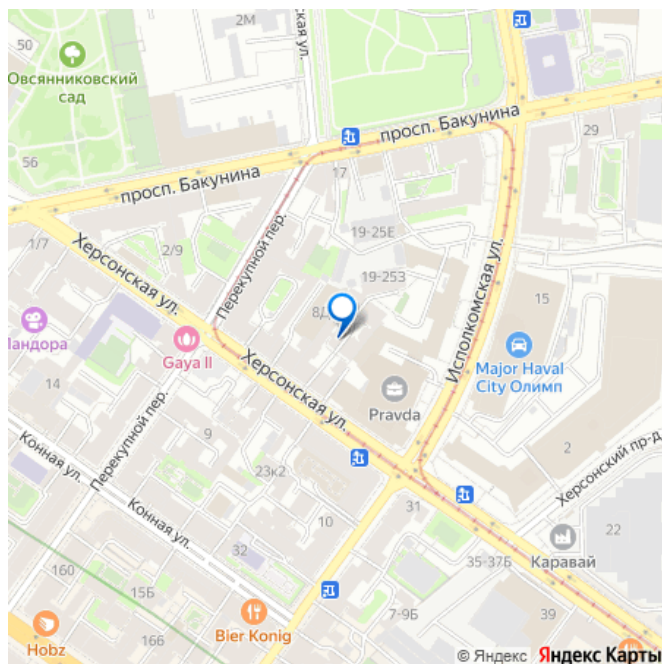 50
2М
ская ул.
Овсянниковский
сад
просп. Бакунина
29
56
17
просп. Бакунина
1/7
2/9
19-25Е
Херсонская ул.
Перекупной пер.
19-253
Исполкомская ул.
15
8Д
Мандора
Gaya II
Major Haval
City Олимп
Херсонская ул.
Pravda
14
9
2
Херсонский пр-д
Перекупной пер.
Конная ул.
23к2
10
31
22
Конная ул.
32
Каравай
35-37Б
160
15Б
7-9Б
39
Bier Konig
Hobz
166
© Яндекс Яндекс Карты